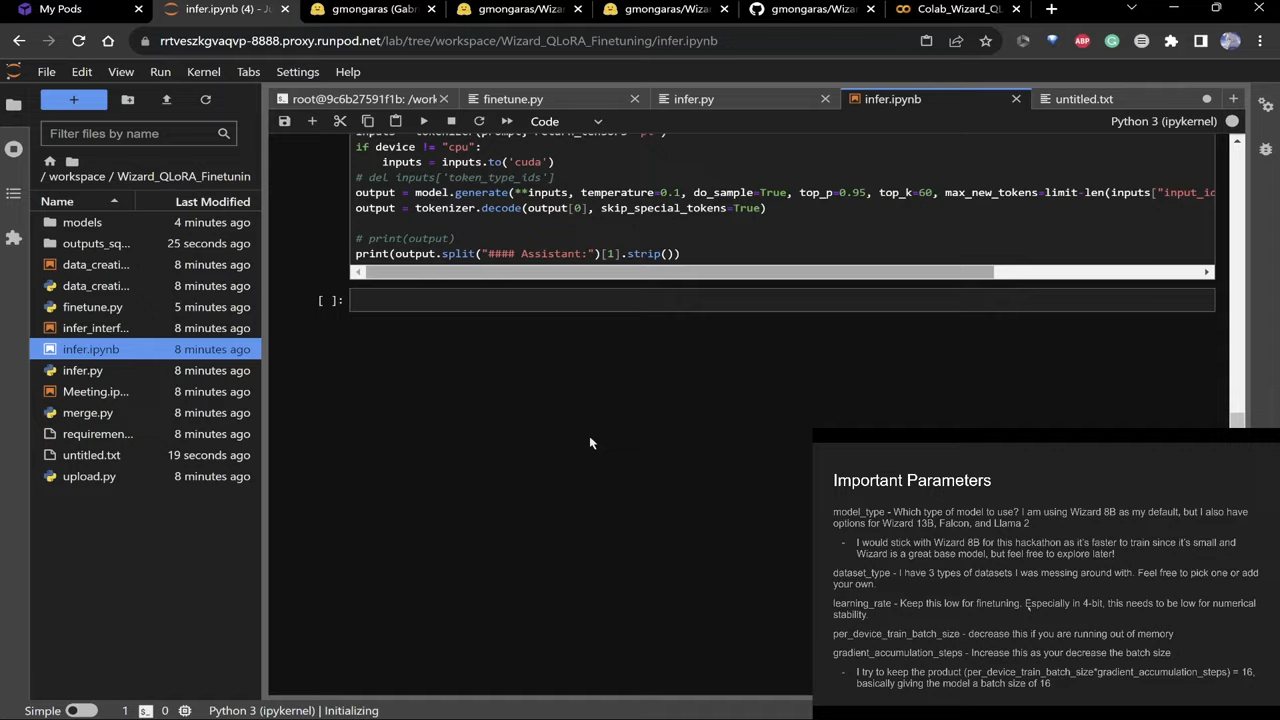 My Pods
infer.ipynb (4) - Ju
gmongaras (Gabri
gmongaras/Wiza
gmongaras/Wiza
gmongaras/Wizar
Colab_Wizard_QL
rrtveszkgvaqvp-8888.proxy.runpod.net/lab/tree/workspace/Wizard_QLoRA_Finetuning/infer.ipynb
ABP
File Edit View Run Kernel Tabs Settings Help
root@9c6b27591f1b: /work
finetune.py
infer.py
infer.ipynb
untitled.txt
Filter files by name
Code
Python 3 (ipykernel)
/ workspace / Wizard_QLoRA_Finetunin
Name Last Modified
models 4 minutes ago
outputs_sq... 25 seconds ago
data_creati... 8 minutes ago
data_creati... 8 minutes ago
finetune.py 5 minutes ago
infer_interf... 8 minutes ago
infer.ipynb 8 minutes ago
infer.py 8 minutes ago
Meeting.ip... 8 minutes ago
merge.py 8 minutes ago
requiremen... 8 minutes ago
untitled.txt 19 seconds ago
upload.py 8 minutes ago
inputs = tokenizer(prompt, return_tensors="pt")
if device != "cpu":
inputs = inputs.to('cuda')
# del inputs['token_type_ids']
output = model.generate(**inputs, temperature=0.1, do_sample=True, top_p=0.95, top_k=60, max_new_tokens=limit-len(inputs["input_id
output = tokenizer.decode(output[0], skip_special_tokens=True)
# print(output)
print(output.split("#### Assistant:")[1].strip())
[ ]:
Important Parameters
model_type - Which type of model to use? I am using Wizard 8B as my default, but I also have
options for Wizard 13B, Falcon, and Llama 2
- I would stick with Wizard 8B for this hackathon as it's faster to train since it's small and
Wizard is a great base model, but feel free to explore later!
dataset_type - I have 3 types of datasets I was messing around with. Feel free to pick one or add
your own.
learning_rate - Keep this low for finetuning. Especially in 4-bit, this needs to be low for numerical
stability.
per_device_train_batch_size - decrease this if you are running out of memory
gradient_accumulation_steps - Increase this as your decrease the batch size
- I try to keep the product (per_device_train_batch_size*gradient_accumulation_steps) = 16,
basically giving the model a batch size of 16
Simple 1 0 Python 3 (ipykernel) | Initializing